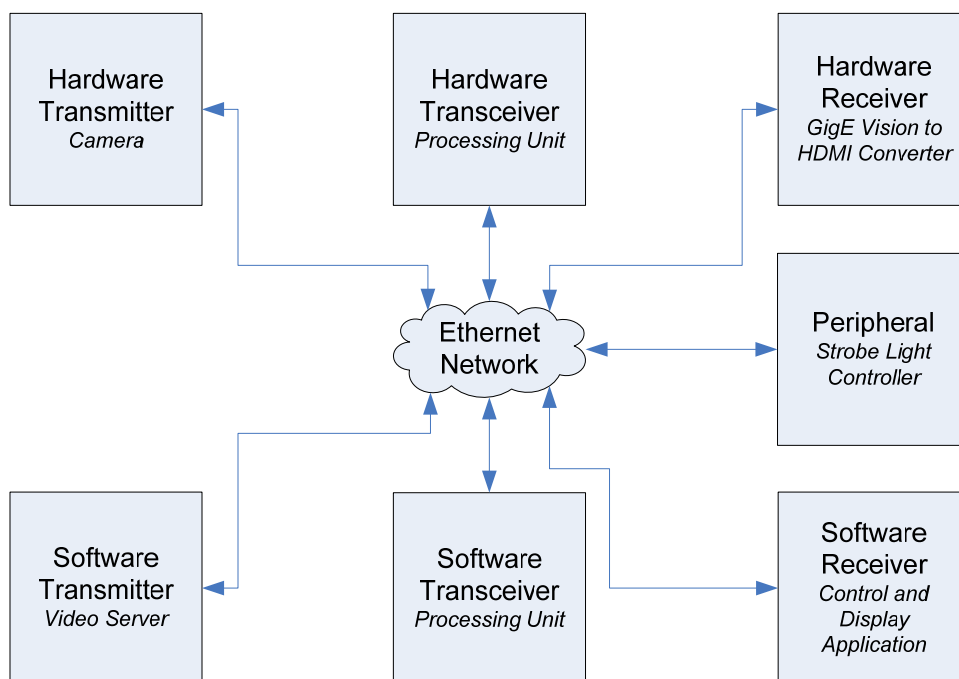 Hardware
Transmitter
Camera
Hardware
Transceiver
Processing Unit
Hardware
Receiver
GigE Vision to
HDMI Converter
Ethernet
Network
Peripheral
Strobe Light
Controller
Software
Transmitter
Video Server
Software
Transceiver
Processing Unit
Software
Receiver
Control and
Display
Application